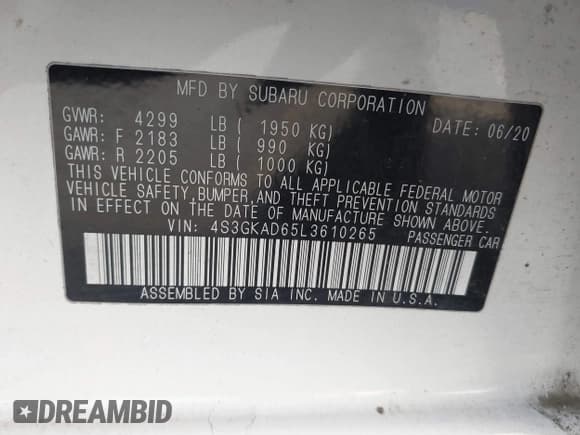 MFD BY SUBARU CORPORATION
GVWR: 4299 LB ( 1950 KG) DATE: 06/20
GAWR: F 2183 LB ( 990 KG)
GAWR: R 2205 LB ( 1000 KG)
THIS VEHICLE CONFORMS TO ALL APPLICABLE FEDERAL MOTOR
VEHICLE SAFETY,BUMPER,AND THEFT PREVENTION STANDARDS
IN EFFECT ON THE DATE OF MANUFACTURE SHOWN ABOVE.
VIN: 4S3GKAD65L3610265 PASSENGER CAR
ASSEMBLED BY SIA INC. MADE IN U.S.A.
DREAMBID